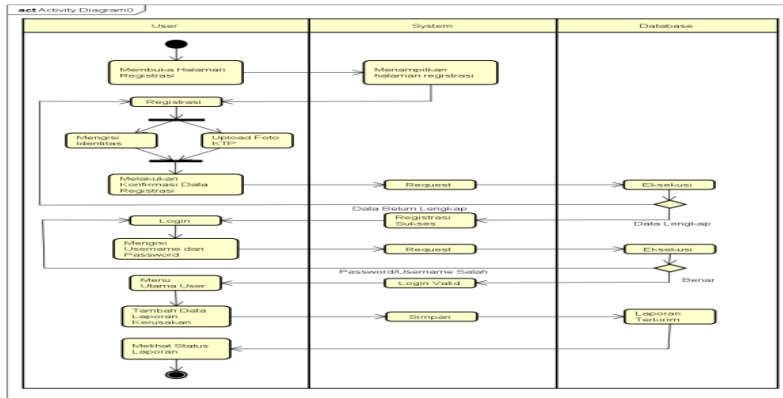 act Activity Diagram0
User
System
Database
Membuka Halaman
Registrasi
Menampilkan
halaman registrasi
Registrasi
Mengisi
Identitas
Upload Foto
KTP
Melakukan
Konfirmasi Data
Registrasi
Request
Eksekusi
Data Belum Lengkap
Data Lengkap
Login
Registrasi
Sukses
Mengisi
Username dan
Password
Request
Eksekusi
Password/Username Salah
Benar
Menu
Utama User
Login Valid
Tambah Data
Laporan
Kerusakan
Simpan
Laporan
Terkirim
Melihat Status
Laporan